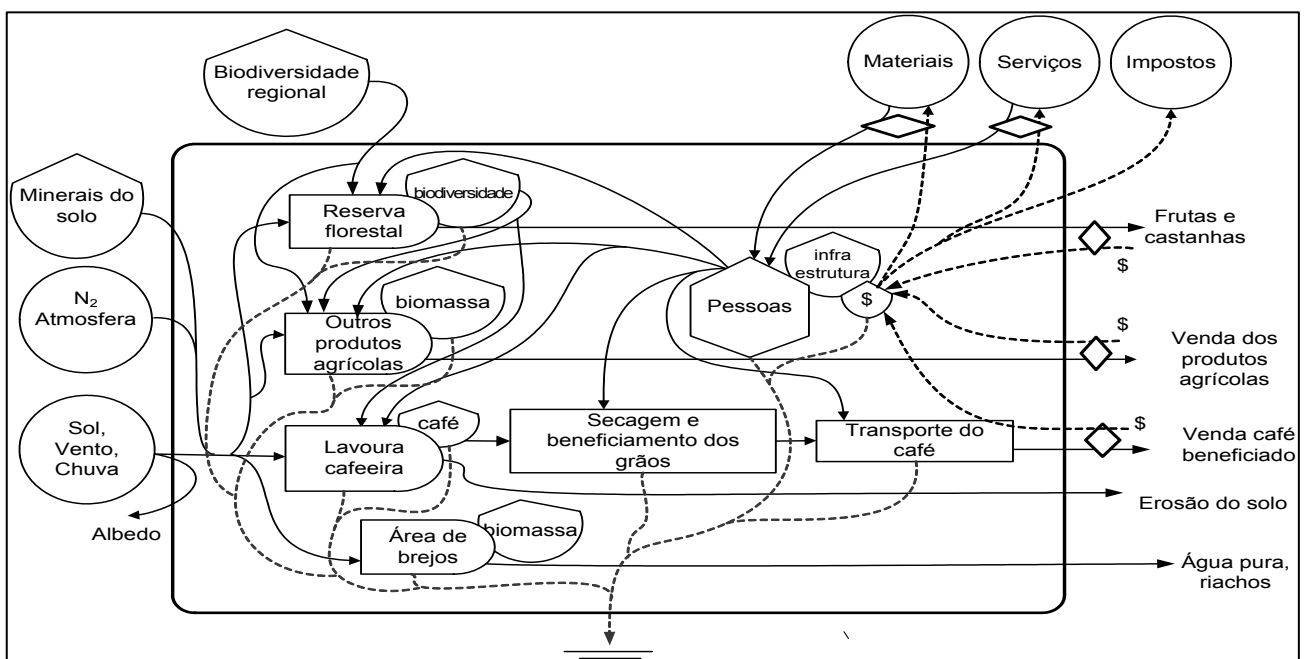 Biodiversidade
regional
Materiais
Serviços
Impostos
Minerais do
solo
N₂
Atmosfera
Sol,
Vento,
Chuva
Albedo
Reserva
florestal
biodiversidade
Outros
produtos
agrícolas
biomassa
Lavoura
cafeeira
café
Área de
brejos
biomassa
Secagem e
beneficiamento dos
grãos
Transporte do
café
Pessoas
infra
estrutura
$
Frutas e
castanhas
$
$
Venda dos
produtos
agrícolas
$
Venda café
beneficiado
Erosão do solo
Água pura,
riachos
\